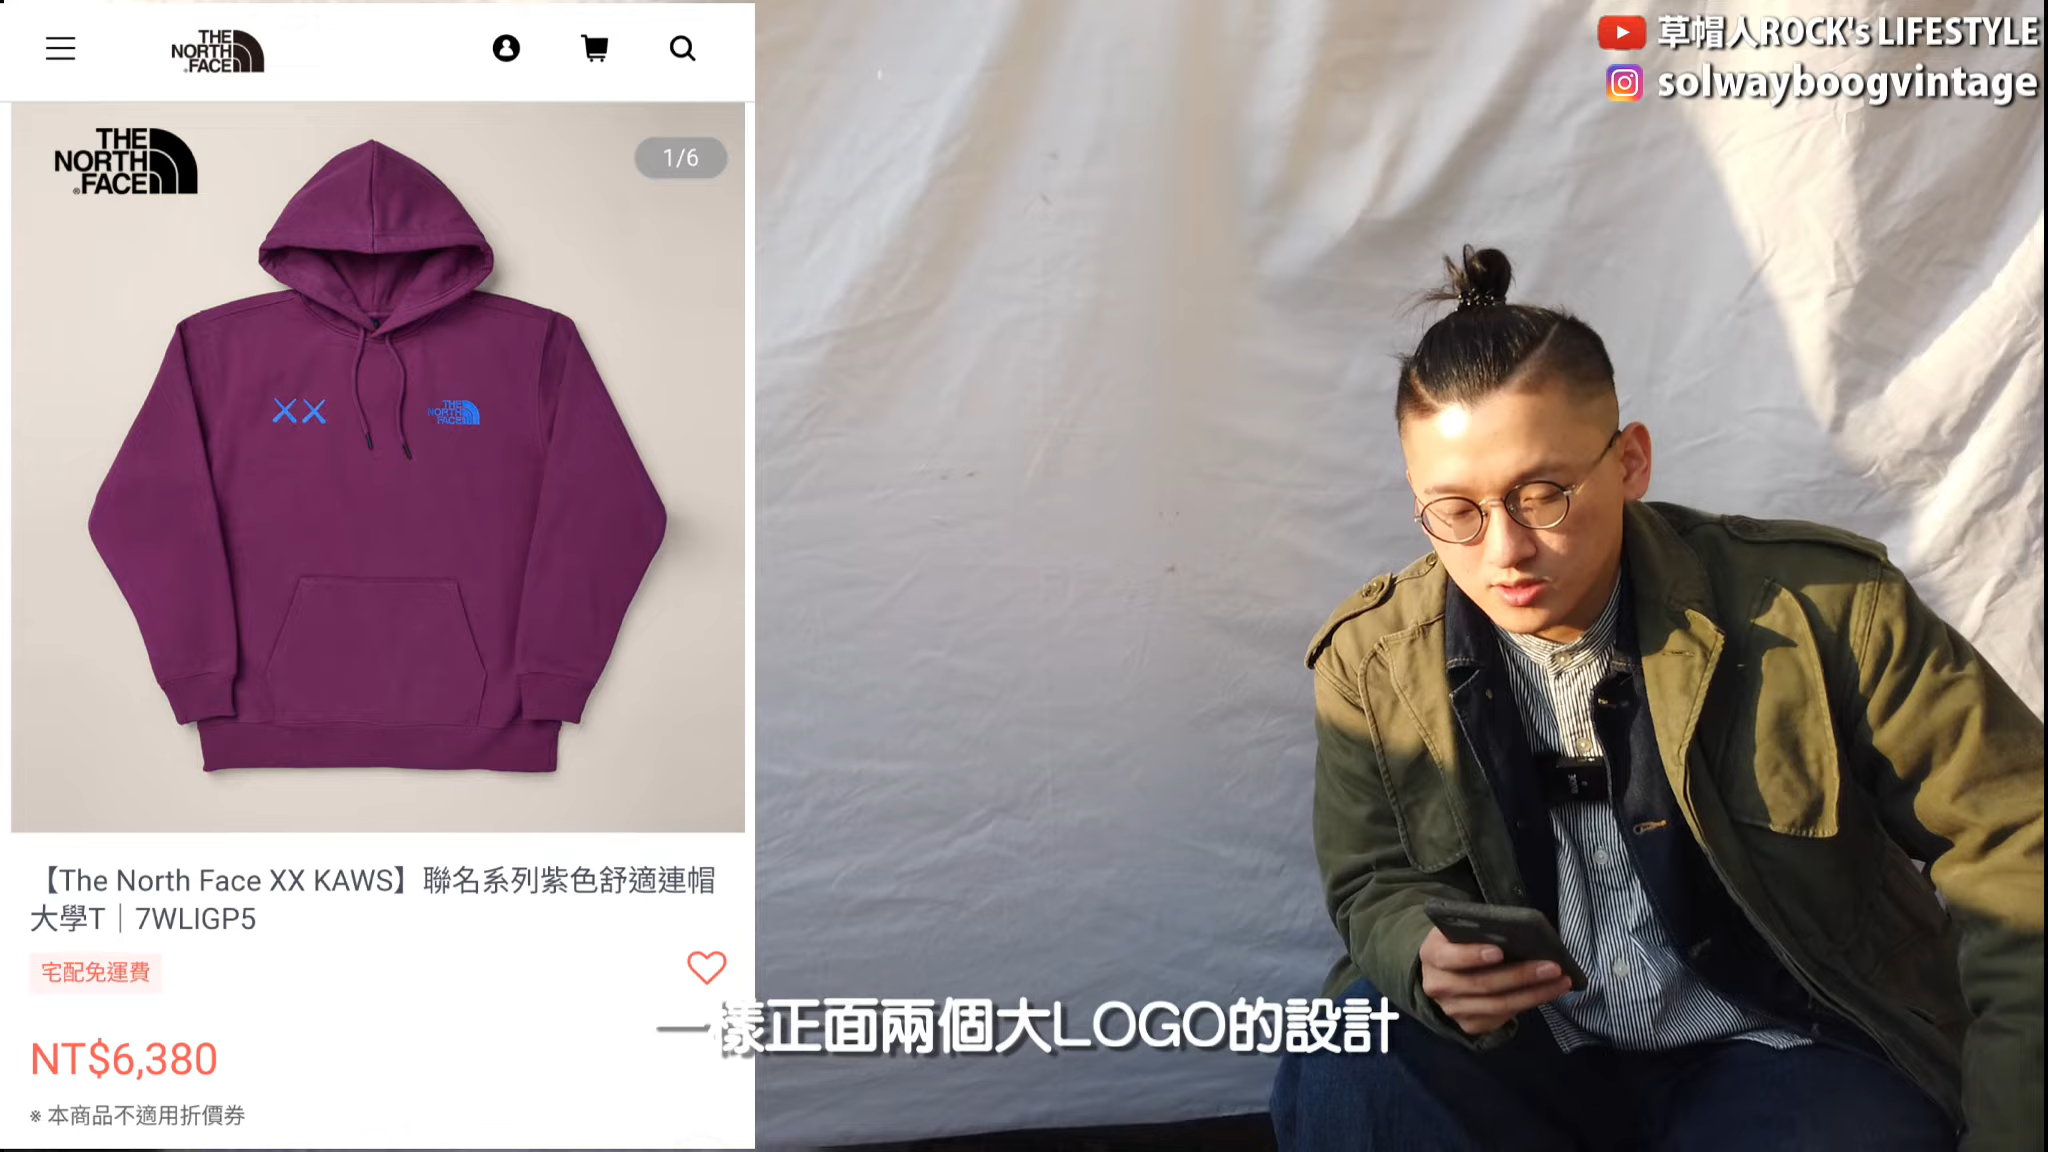 THE
NORTH
FACE
THE
NORTH
®FACE
1/6
XX
THE
NORTH
FACE
【The North Face XX KAWS】聯名系列紫色舒適連帽
大學T｜7WLIGP5
宅配免運費
NT$6,380
※ 本商品不適用折價券
草帽人ROCK's LIFESTYLE
solwayboogvintage
一樣正面兩個大LOGO的設計